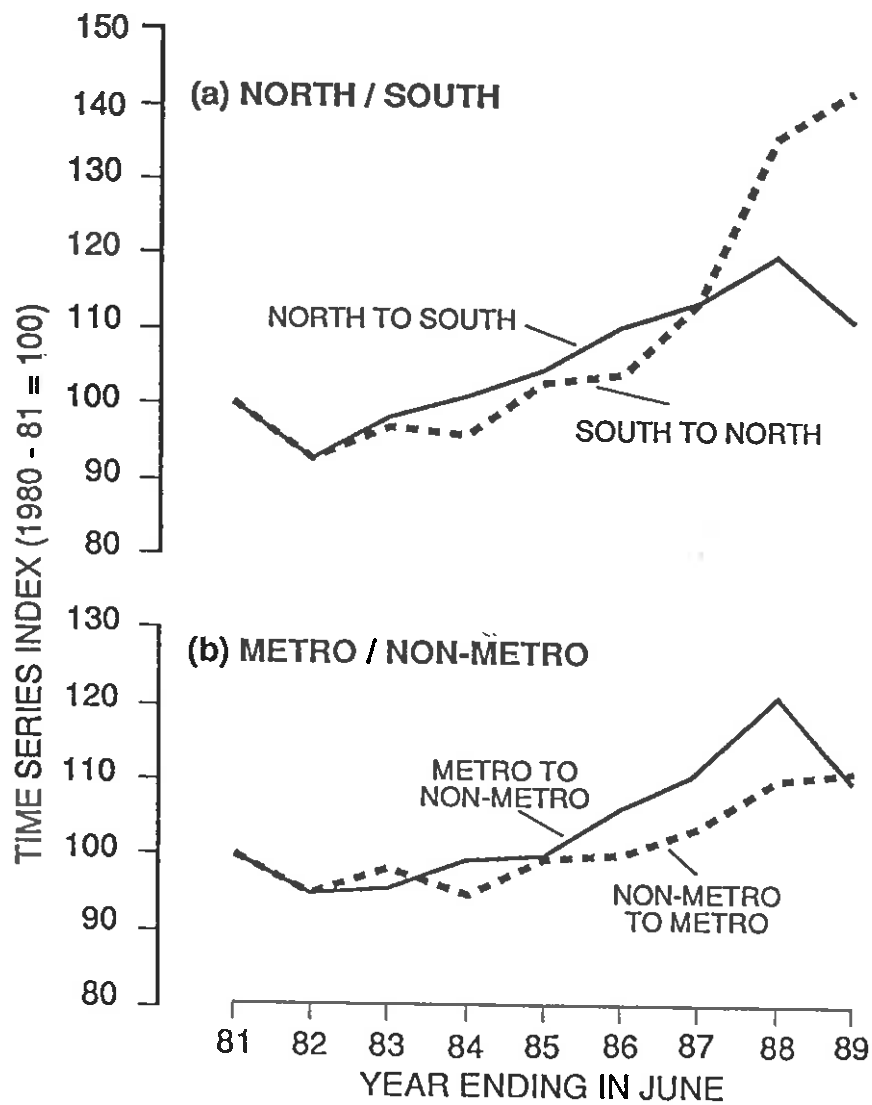 150
(a) NORTH / SOUTH
140
130
120
110
100
90
80
NORTH TO SOUTH
SOUTH TO NORTH
TIME SERIES INDEX (1980 - 81 = 100)
130
(b) METRO / NON-METRO
120
110
100
90
80
METRO TO
NON-METRO
NON-METRO
TO METRO
81 82 83 84 85 86 87 88 89
YEAR ENDING IN JUNE